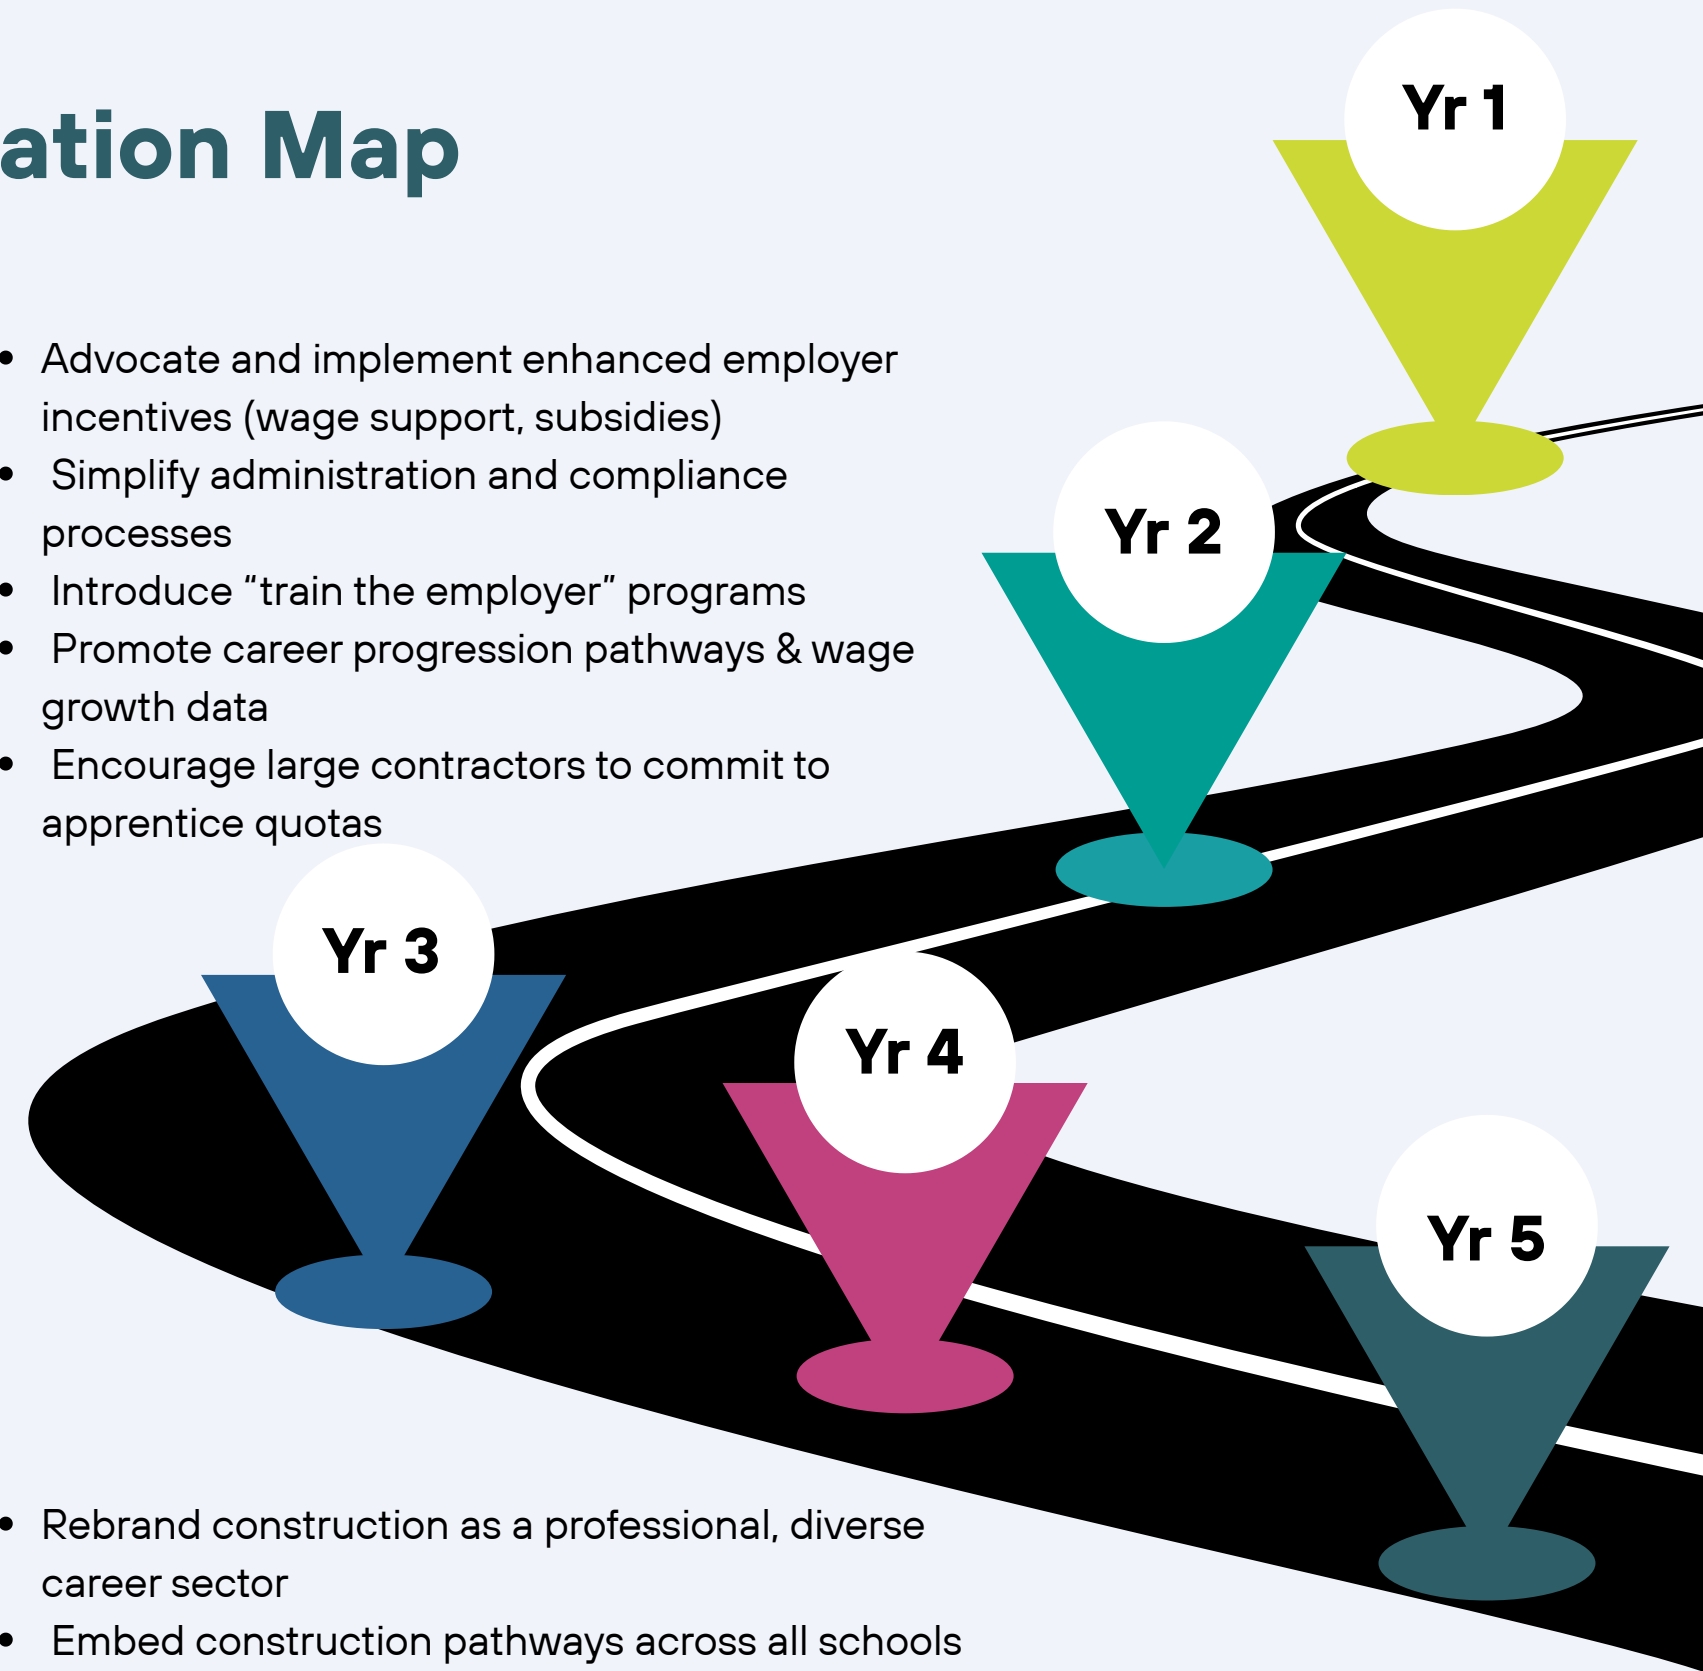 ation Map
Yr 1
• Advocate and implement enhanced employer
incentives (wage support, subsidies)
• Simplify administration and compliance
processes
• Introduce “train the employer” programs
• Promote career progression pathways & wage
growth data
• Encourage large contractors to commit to
apprentice quotas
Yr 2
Yr 3
Yr 4
Yr 5
• Rebrand construction as a professional, diverse
career sector
• Embed construction pathways across all schools